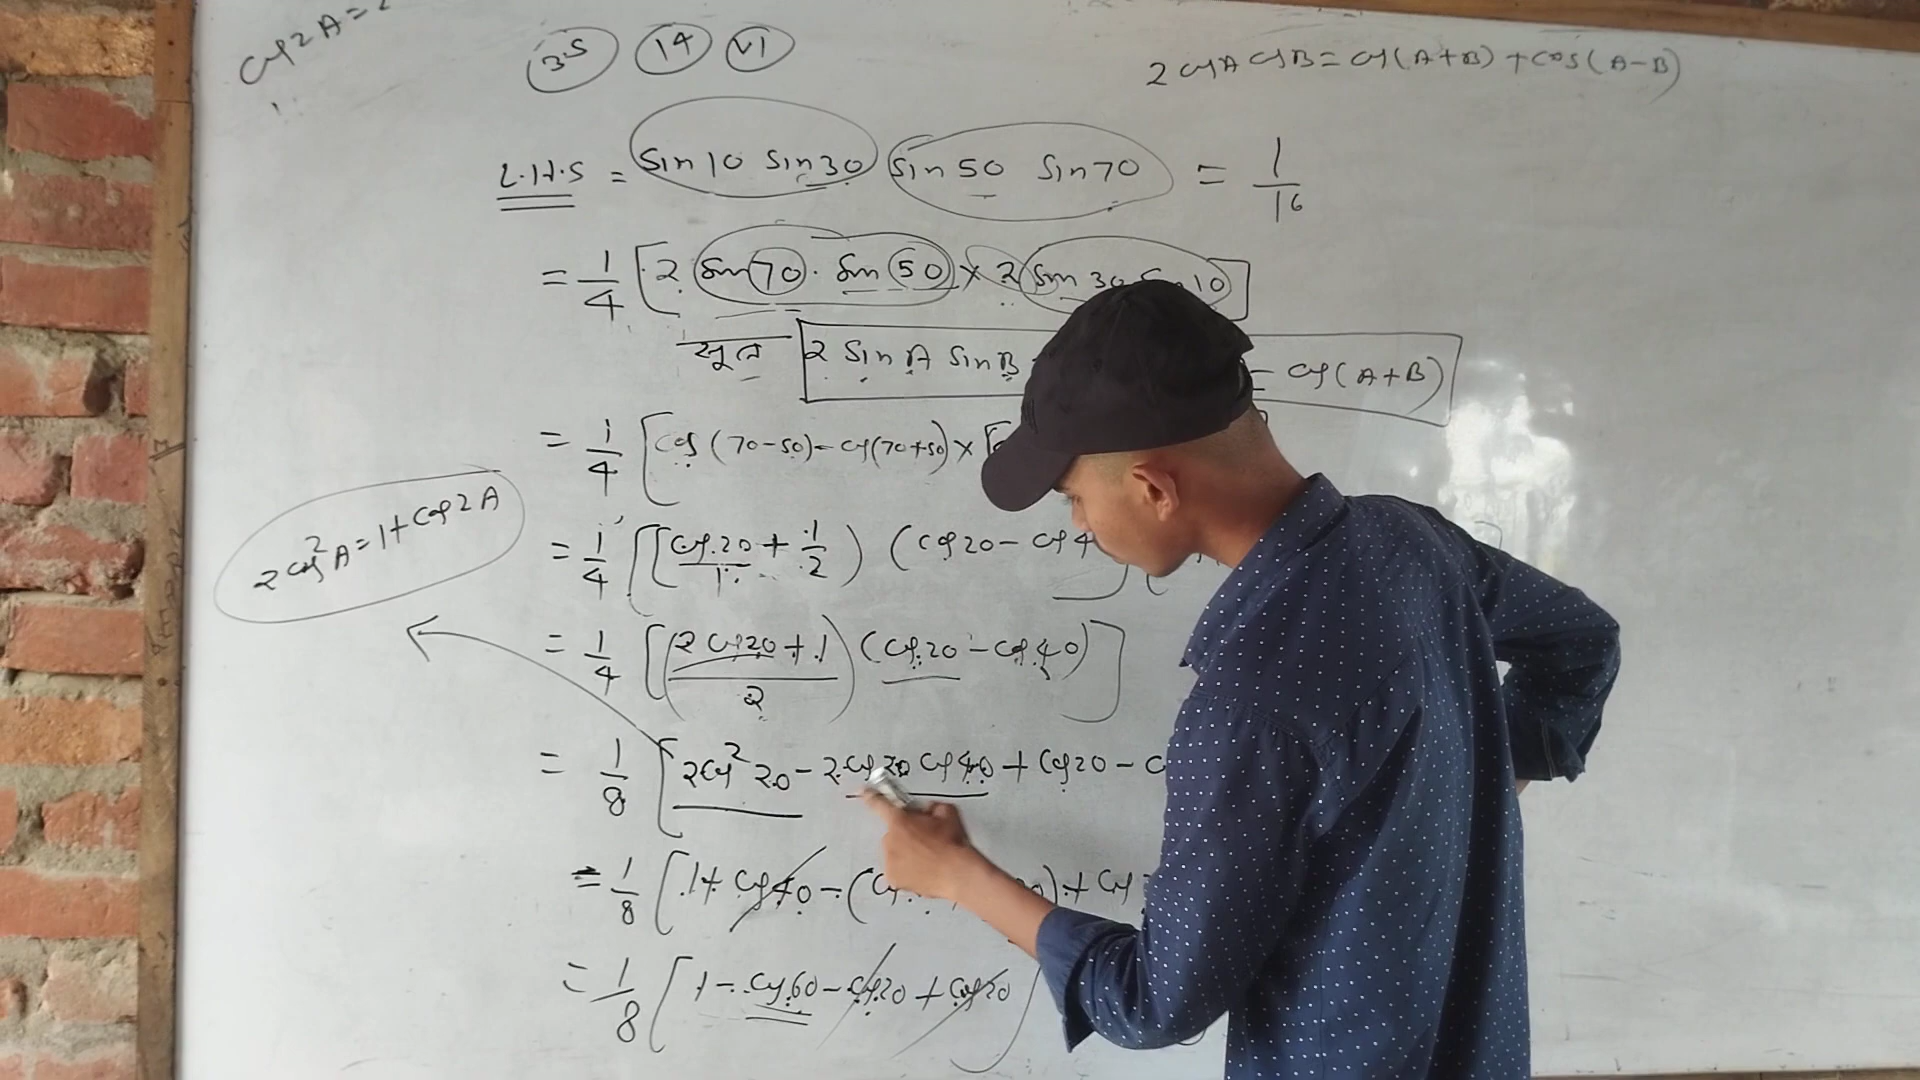 2 cos A cos B = cos(A+B) + cos(A-B)
35 14 VI
cos 2A =
L.H.S = sin 10 sin 30 sin 50 sin 70 = 1/16
= 1/4 [2 sin 70 · sin 50 × 2 sin 30 10]
सूत्र 2 Sin A Sin B - cos(A+B)
= 1/4 [cos(70-50) - cos(70+50) × [
= 1/4 [[cos 20/1 + 1/2) (cos 20 - cos 4
2cos²A = 1 + cos 2A
= 1/4 [(2 cos 20 + 1)/2) (cos 20 - cos 40)]
= 1/8 [2cos² 20 - 2 cos 20 cos 40 + cos 20 - c
= 1/8 [1 + cos 40 - (c ) + cos
= 1/8 [1 - cos 60 - cos 20 + cos 20]